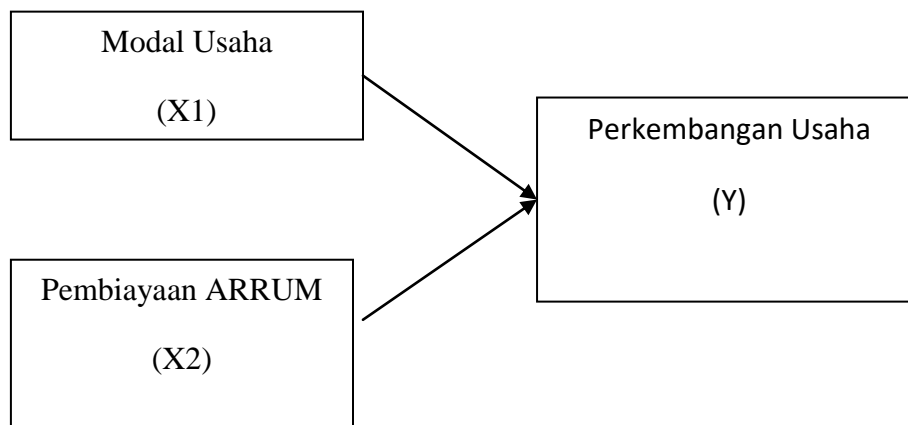 Modal Usaha
(X1)
Perkembangan Usaha
(Y)
Pembiayaan ARRUM
(X2)